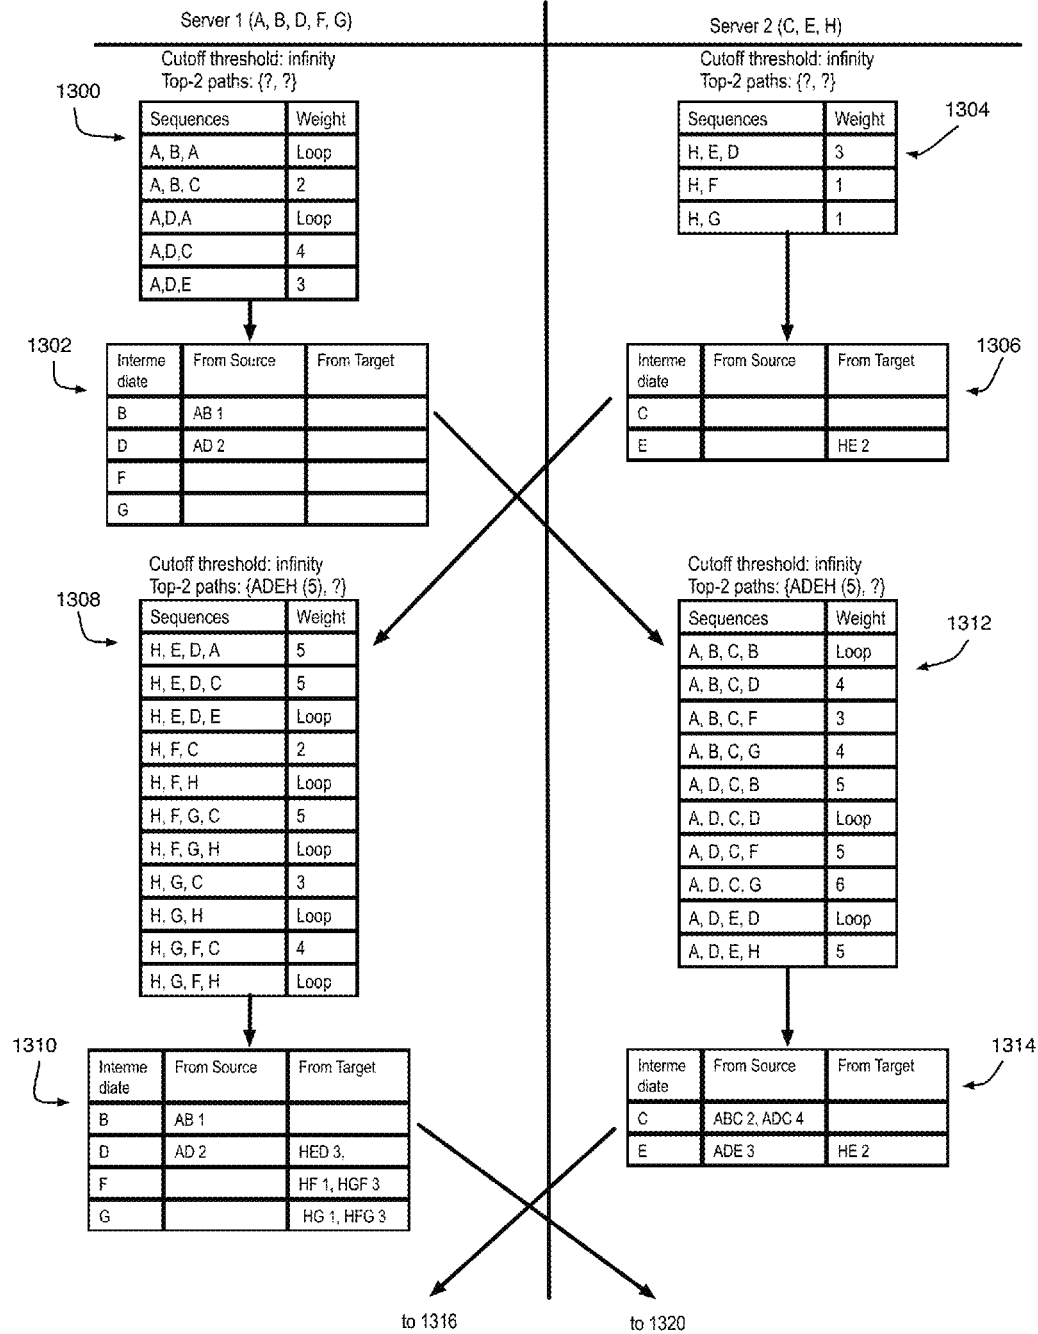 Server 1 (A, B, D, F, G)
Server 2 (C, E, H)
Cutoff threshold: infinity
Top-2 paths: {?, ?}
1300
Sequences Weight
A, B, A Loop
A, B, C 2
A,D,A Loop
A,D,C 4
A,D,E 3
Cutoff threshold: infinity
Top-2 paths: {?, ?}
1304
Sequences Weight
H, E, D 3
H, F 1
H, G 1
1302
Interme
diate From Source From Target
B AB 1
D AD 2
F
G
1306
Interme
diate From Source From Target
C
E HE 2
Cutoff threshold: infinity
Top-2 paths: {ADEH (5), ?}
1308
Sequences Weight
H, E, D, A 5
H, E, D, C 5
H, E, D, E Loop
H, F, C 2
H, F, H Loop
H, F, G, C 5
H, F, G, H Loop
H, G, C 3
H, G, H Loop
H, G, F, C 4
H, G, F, H Loop
Cutoff threshold: infinity
Top-2 paths: {ADEH (5), ?}
1312
Sequences Weight
A, B, C, B Loop
A, B, C, D 4
A, B, C, F 3
A, B, C, G 4
A, D, C, B 5
A, D, C, D Loop
A, D, C, F 5
A, D, C, G 6
A, D, E, D Loop
A, D, E, H 5
1310
Interme
diate From Source From Target
B AB 1
D AD 2 HED 3,
F HF 1, HGF 3
G HG 1, HFG 3
1314
Interme
diate From Source From Target
C ABC 2, ADC 4
E ADE 3 HE 2
to 1316
to 1320